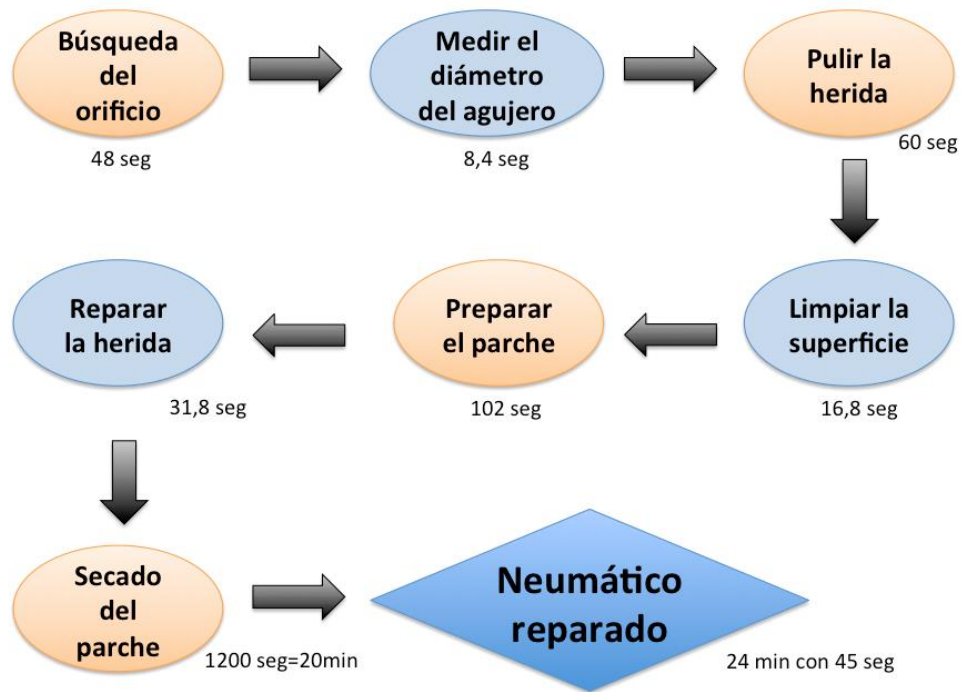 Búsqueda
del
orificio
48 seg
Medir el
diámetro
del agujero
8,4 seg
Pulir la
herida
60 seg
Limpiar la
superficie
16,8 seg
Preparar
el parche
102 seg
Reparar
la herida
31,8 seg
Secado
del
parche
1200 seg=20min
Neumático
reparado
24 min con 45 seg